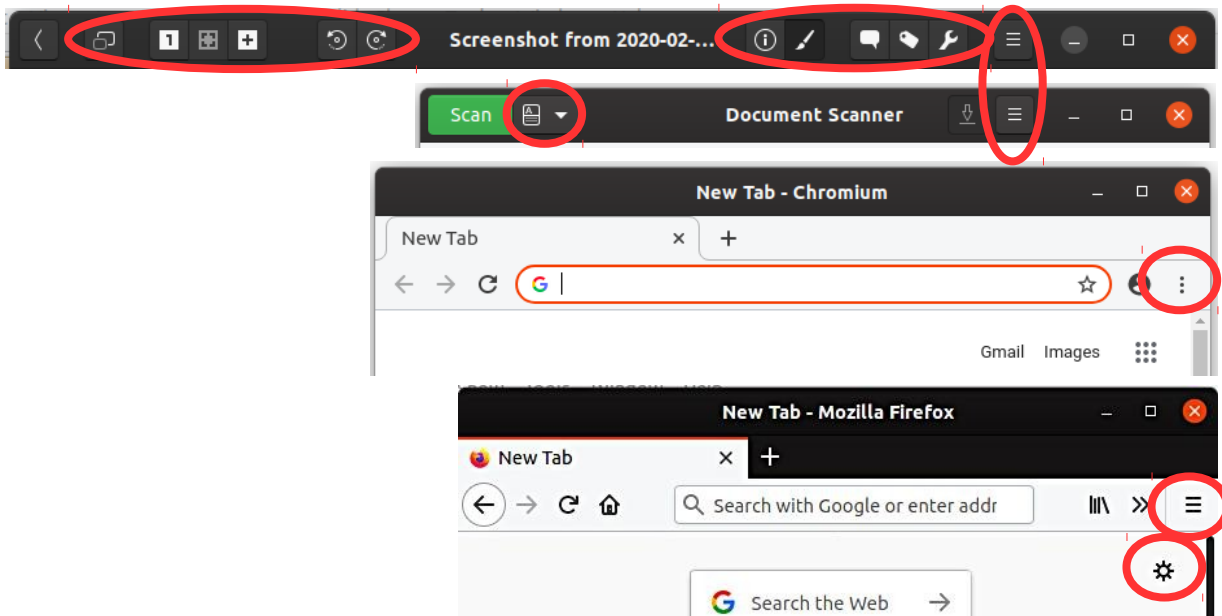 1 Screenshot from 2020-02-...
Scan Document Scanner
New Tab - Chromium
New Tab
G
Gmail Images
New Tab - Mozilla Firefox
New Tab
Search with Google or enter addr
G Search the Web